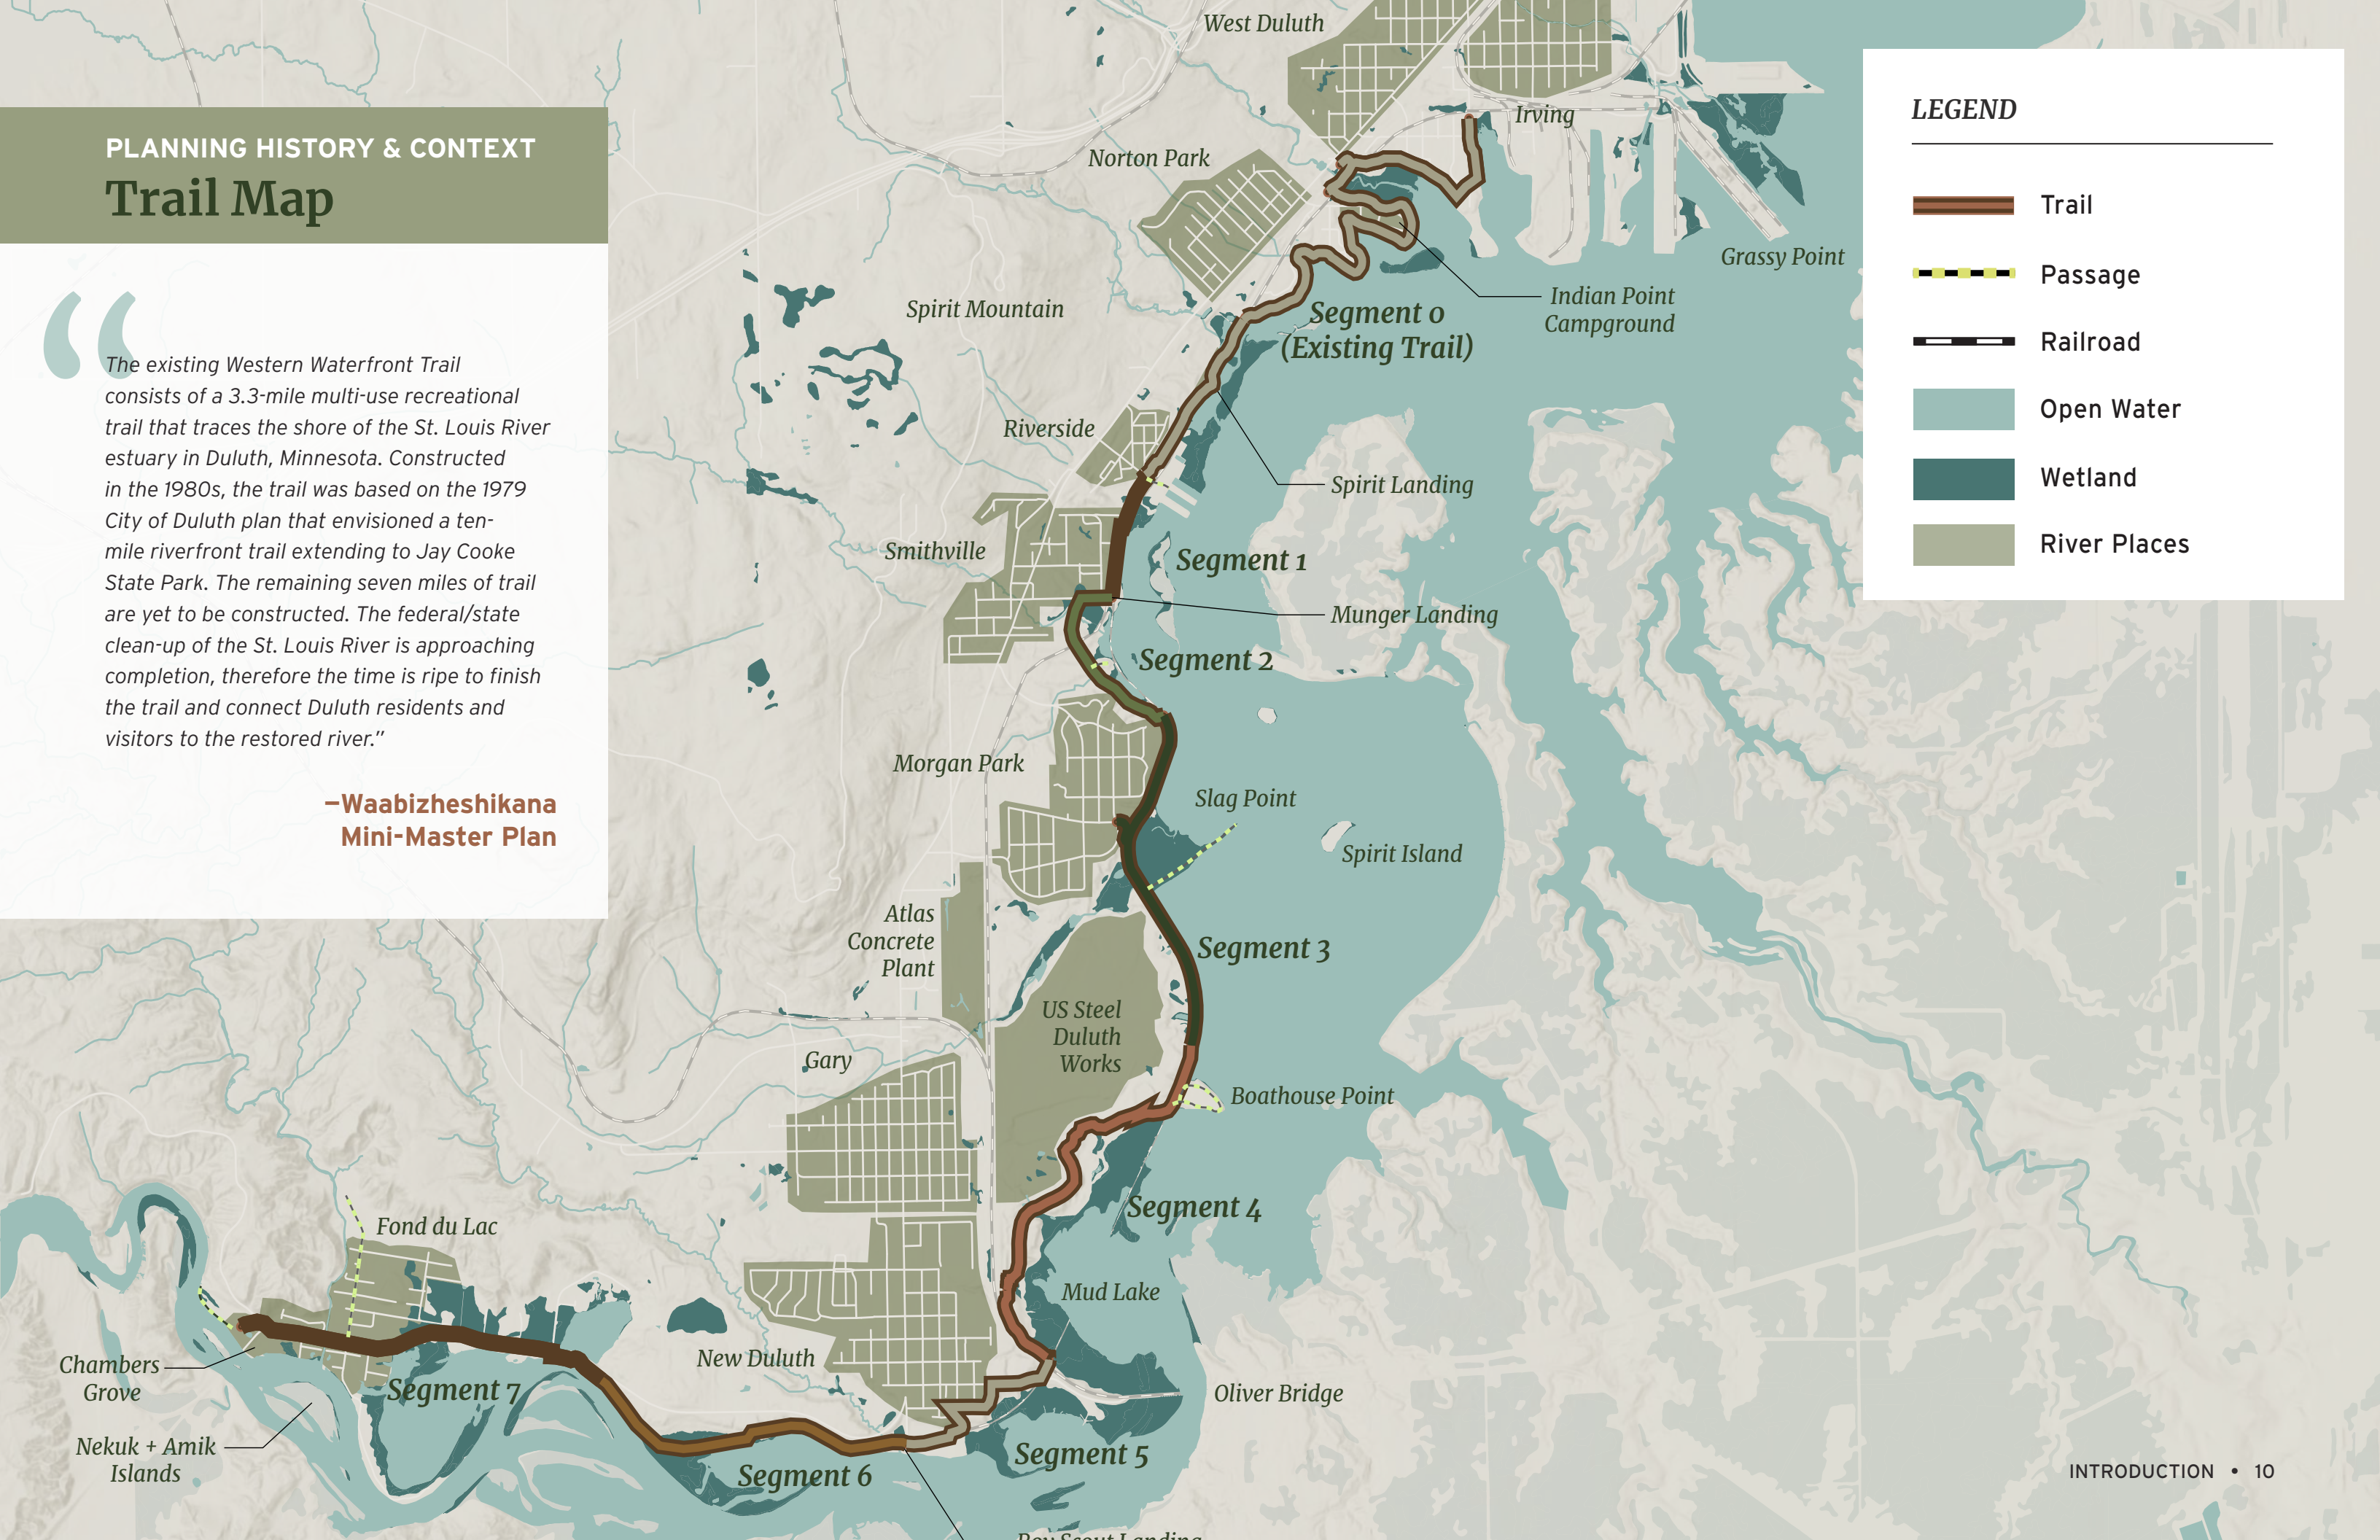 PLANNING HISTORY & CONTEXT
Trail Map
“
The existing Western Waterfront Trail
consists of a 3.3-mile multi-use recreational
trail that traces the shore of the St. Louis River
estuary in Duluth, Minnesota. Constructed
in the 1980s, the trail was based on the 1979
City of Duluth plan that envisioned a ten-
mile riverfront trail extending to Jay Cooke
State Park. The remaining seven miles of trail
are yet to be constructed. The federal/state
clean-up of the St. Louis River is approaching
completion, therefore the time is ripe to finish
the trail and connect Duluth residents and
visitors to the restored river.”
—Waabizheshikana
Mini-Master Plan
West Duluth
Irving
Norton Park
Grassy Point
Indian Point
Campground
Spirit Mountain
Segment 0
(Existing Trail)
Riverside
Spirit Landing
Smithville
Segment 1
Munger Landing
Segment 2
Morgan Park
Slag Point
Spirit Island
Atlas
Concrete
Plant
Segment 3
US Steel
Duluth
Works
Gary
Boathouse Point
Segment 4
Fond du Lac
Mud Lake
New Duluth
Chambers
Grove
Segment 7
Oliver Bridge
Nekuk + Amik
Islands
Segment 5
Segment 6
Boy Scout Landing
LEGEND
Trail
Passage
Railroad
Open Water
Wetland
River Places
INTRODUCTION • 10